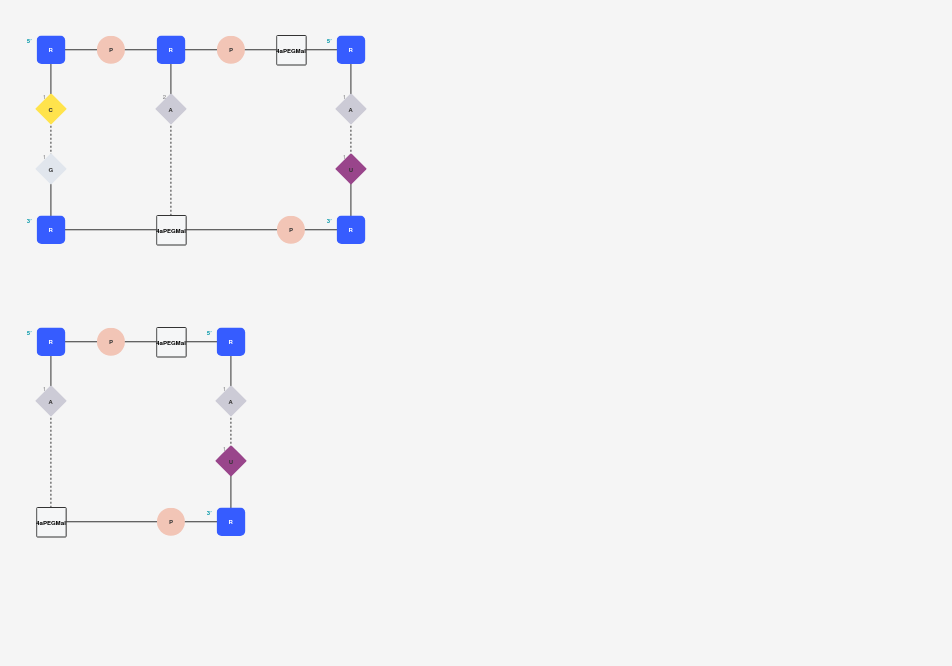 5' R P R P 4aPEGMal 5' R
1 2 1
C A A
1 1
G U
3' R 4aPEGMal P 3' R
5' R P 4aPEGMal 5' R
1 1
A A
1
U
4aPEGMal P 3' R